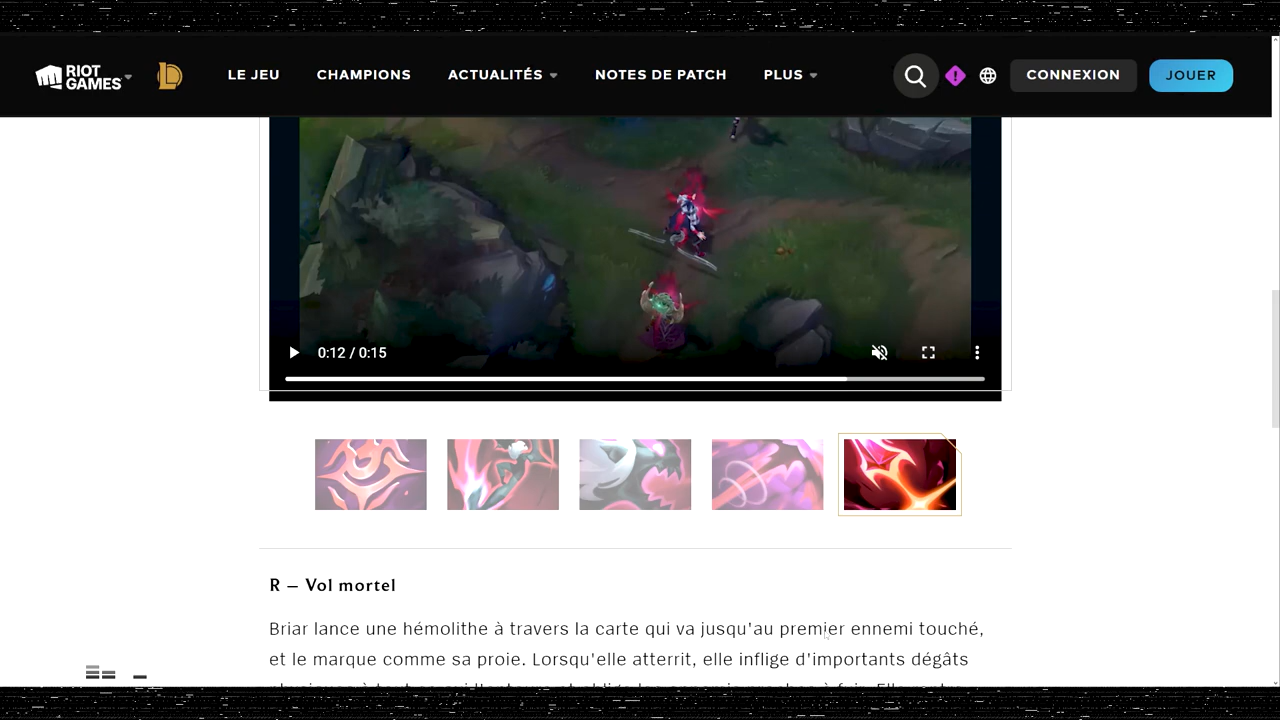 RIOT GAMES
LE JEU CHAMPIONS ACTUALITÉS NOTES DE PATCH PLUS CONNEXION JOUER
0:12 / 0:15
R – Vol mortel
Briar lance une hémolithe à travers la carte qui va jusqu'au premier ennemi touché,
et le marque comme sa proie. Lorsqu'elle atterrit, elle inflige d'importants dégâts